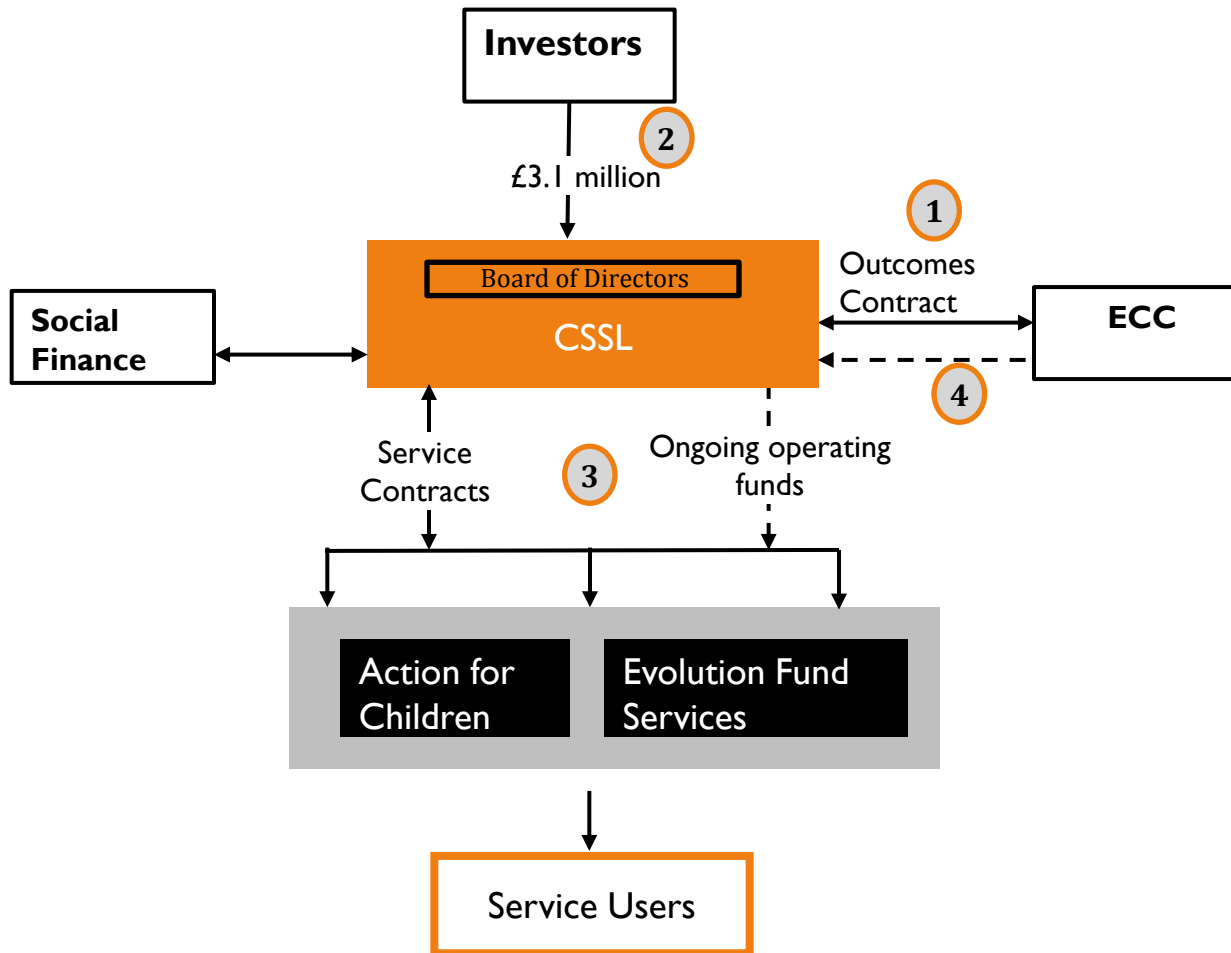 Investors
2
£3.1 million
1
Outcomes
Contract
Board of Directors
CSSL
Social
Finance
ECC
4
Service
Contracts
3
Ongoing operating
funds
Action for
Children
Evolution Fund
Services
Service Users